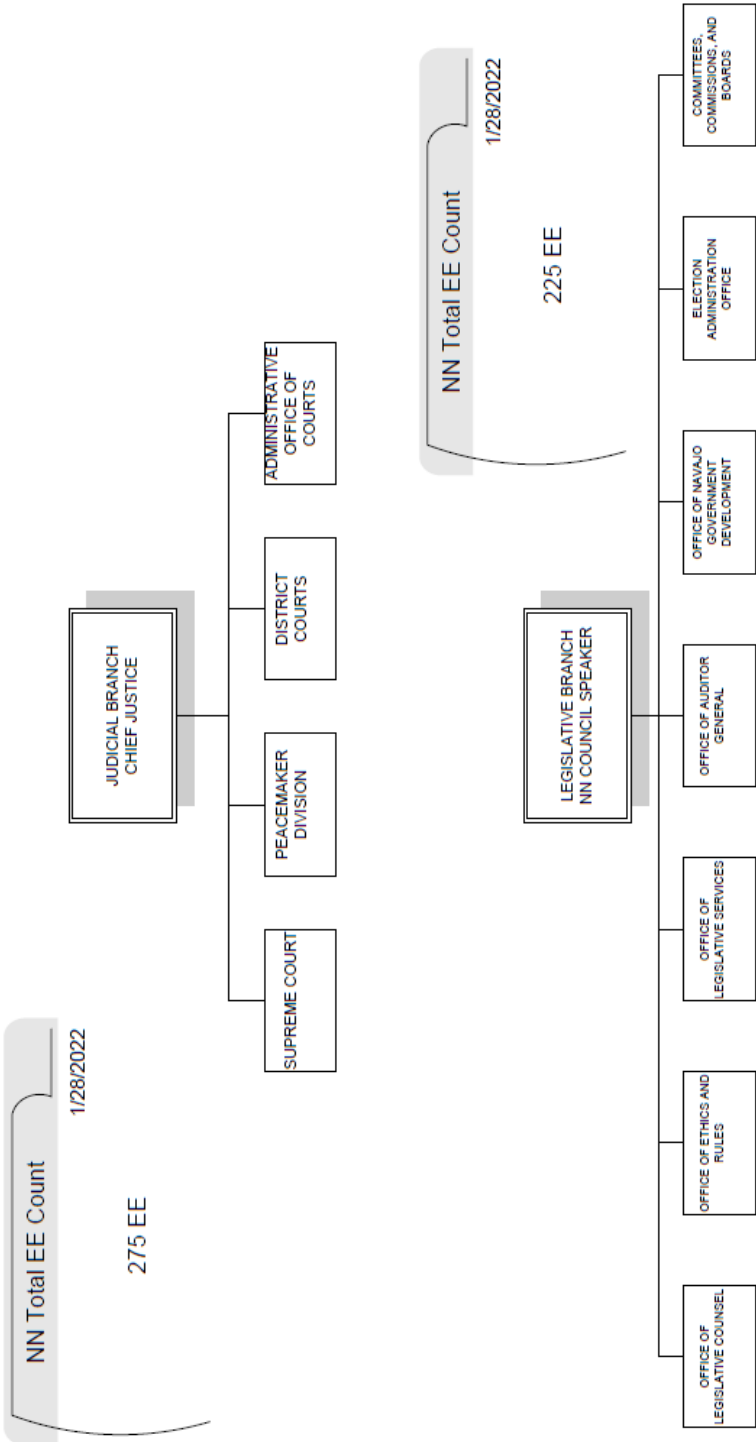 NN Total EE Count
1/28/2022
275 EE
JUDICIAL BRANCH
CHIEF JUSTICE
SUPREME COURT
PEACEMAKER
DIVISION
DISTRICT
COURTS
ADMINISTRATIVE
OFFICE OF
COURTS
NN Total EE Count
1/28/2022
225 EE
LEGISLATIVE BRANCH
NN COUNCIL SPEAKER
OFFICE OF
LEGISLATIVE COUNSEL
OFFICE OF ETHICS AND
RULES
OFFICE OF
LEGISLATIVE SERVICES
OFFICE OF AUDITOR
GENERAL
OFFICE OF NAVAJO
GOVERNMENT
DEVELOPMENT
ELECTION
ADMINISTRATION
OFFICE
COMMITTEES,
COMMISSIONS, AND
BOARDS